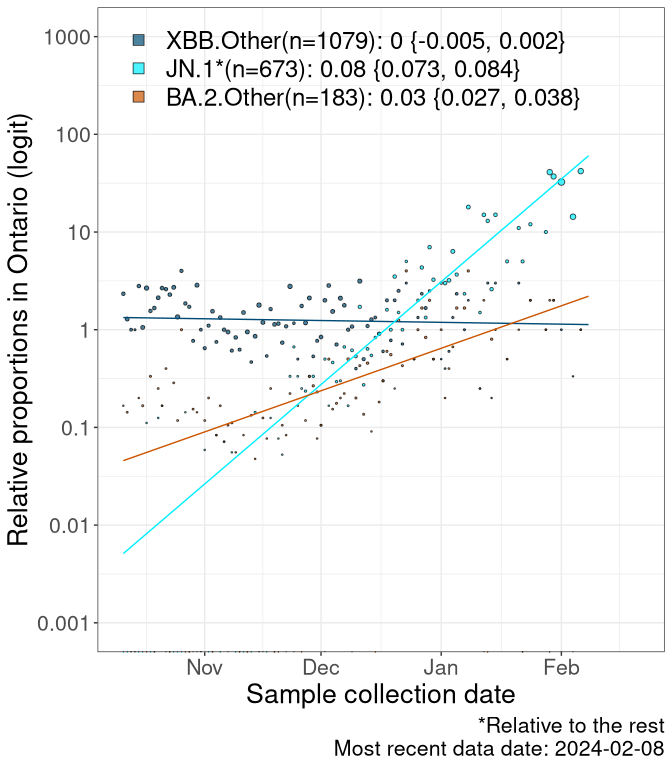 XBB.Other(n=1079): 0 {-0.005, 0.002}
JN.1*(n=673): 0.08 {0.073, 0.084}
BA.2.Other(n=183): 0.03 {0.027, 0.038}
Relative proportions in Ontario (logit)
1000
100
10
1
0.1
0.01
0.001
Nov Dec Jan Feb
Sample collection date
*Relative to the rest
Most recent data date: 2024-02-08